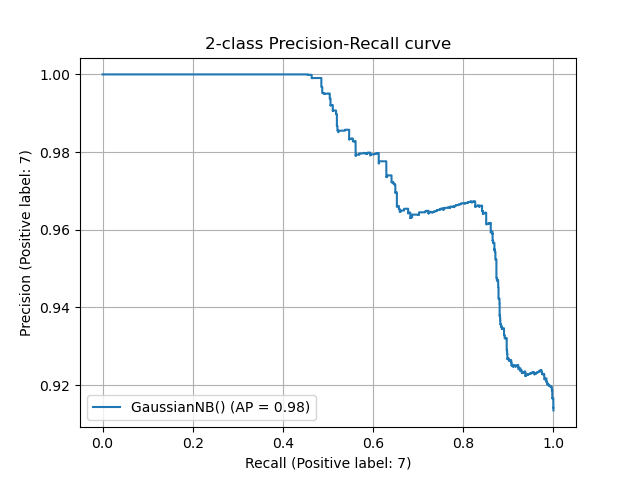 2-class Precision-Recall curve
Precision (Positive label: 7)
1.00
0.98
0.96
0.94
0.92
GaussianNB() (AP = 0.98)
0.0 0.2 0.4 0.6 0.8 1.0
Recall (Positive label: 7)